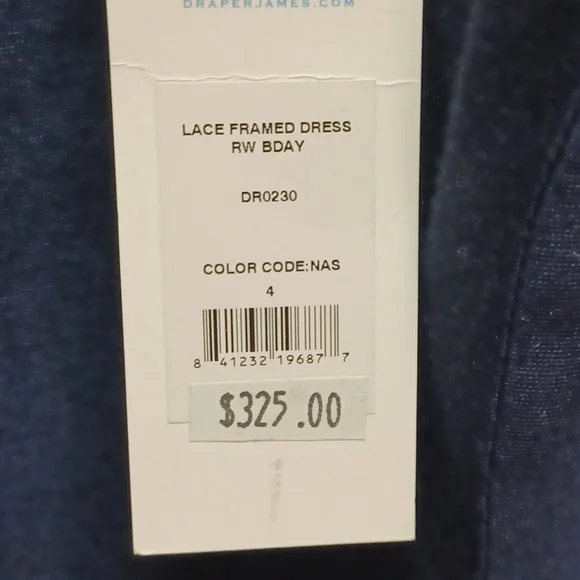 DRAPERJAMES.COM
LACE FRAMED DRESS
RW BDAY
DR0230
COLOR CODE:NAS
4
8 41232 19687 7
$325.00